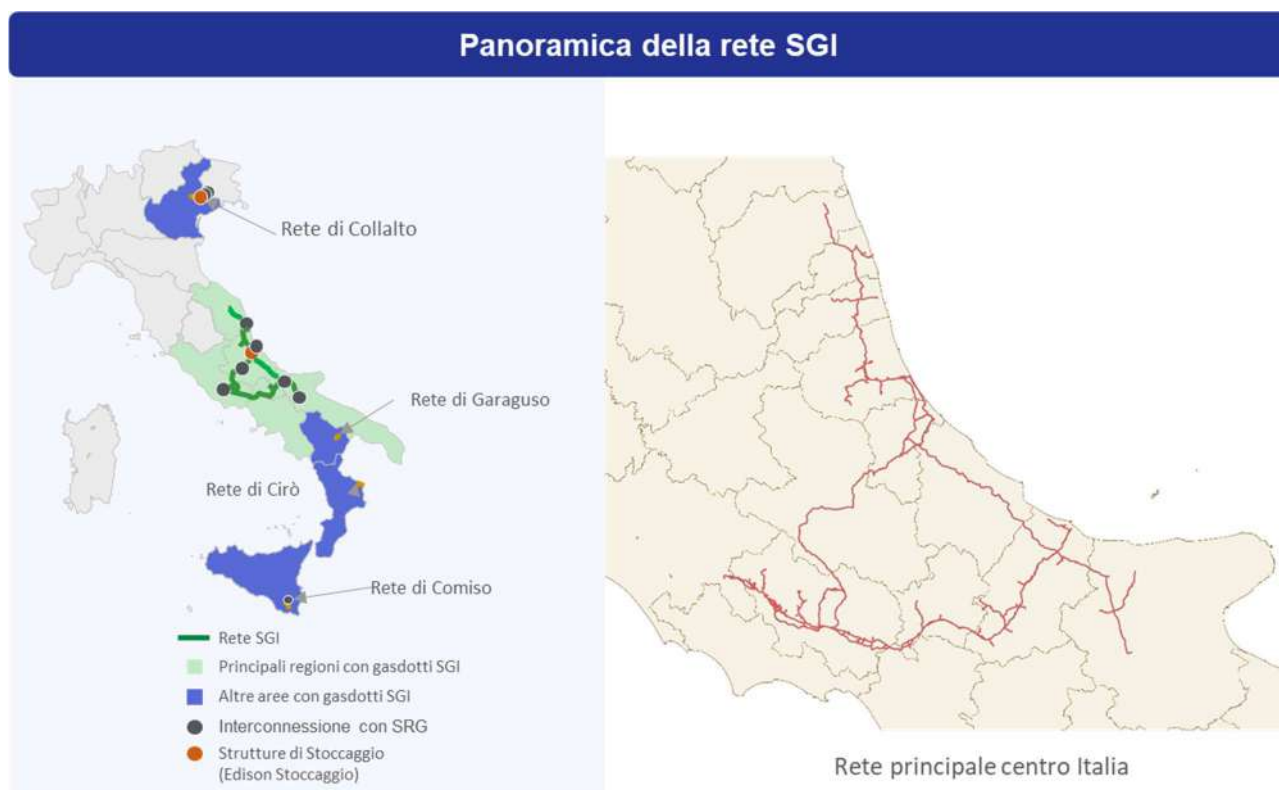 Panoramica della rete SGI
Rete di Collalto
Rete di Garaguso
Rete di Cirò
Rete di Comiso
Rete SGI
Principali regioni con gasdotti SGI
Altre aree con gasdotti SGI
Interconnessione con SRG
Strutture di Stoccaggio
(Edison Stoccaggio)
Rete principale centro Italia